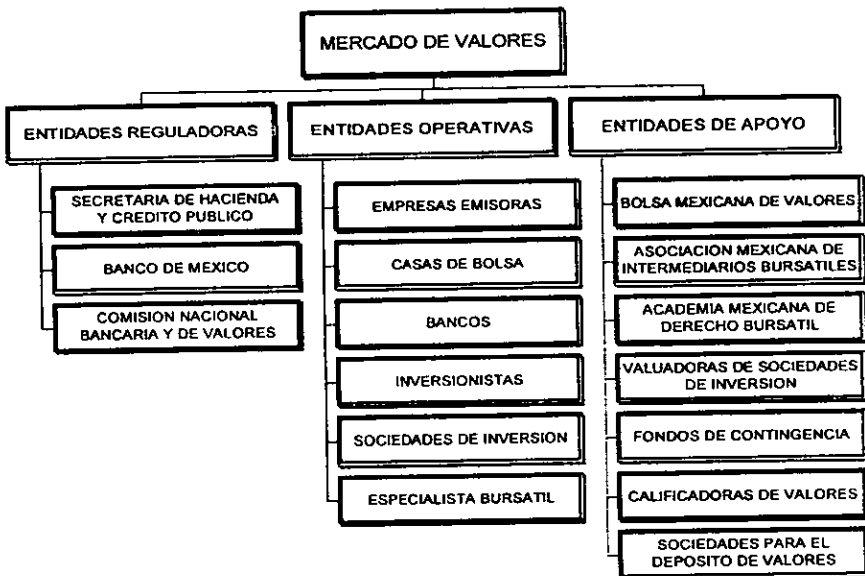 MERCADO DE VALORES
ENTIDADES REGULADORAS
SECRETARIA DE HACIENDA
Y CREDITO PUBLICO
BANCO DE MEXICO
COMISION NACIONAL
BANCARIA Y DE VALORES
ENTIDADES OPERATIVAS
EMPRESAS EMISORAS
CASAS DE BOLSA
BANCOS
INVERSIONISTAS
SOCIEDADES DE INVERSION
ESPECIALISTA BURSATIL
ENTIDADES DE APOYO
BOLSA MEXICANA DE VALORES
ASOCIACION MEXICANA DE
INTERMEDIARIOS BURSATILES
ACADEMIA MEXICANA DE
DERECHO BURSATIL
VALUADORAS DE SOCIEDADES
DE INVERSION
FONDOS DE CONTINGENCIA
CALIFICADORAS DE VALORES
SOCIEDADES PARA EL
DEPOSITO DE VALORES